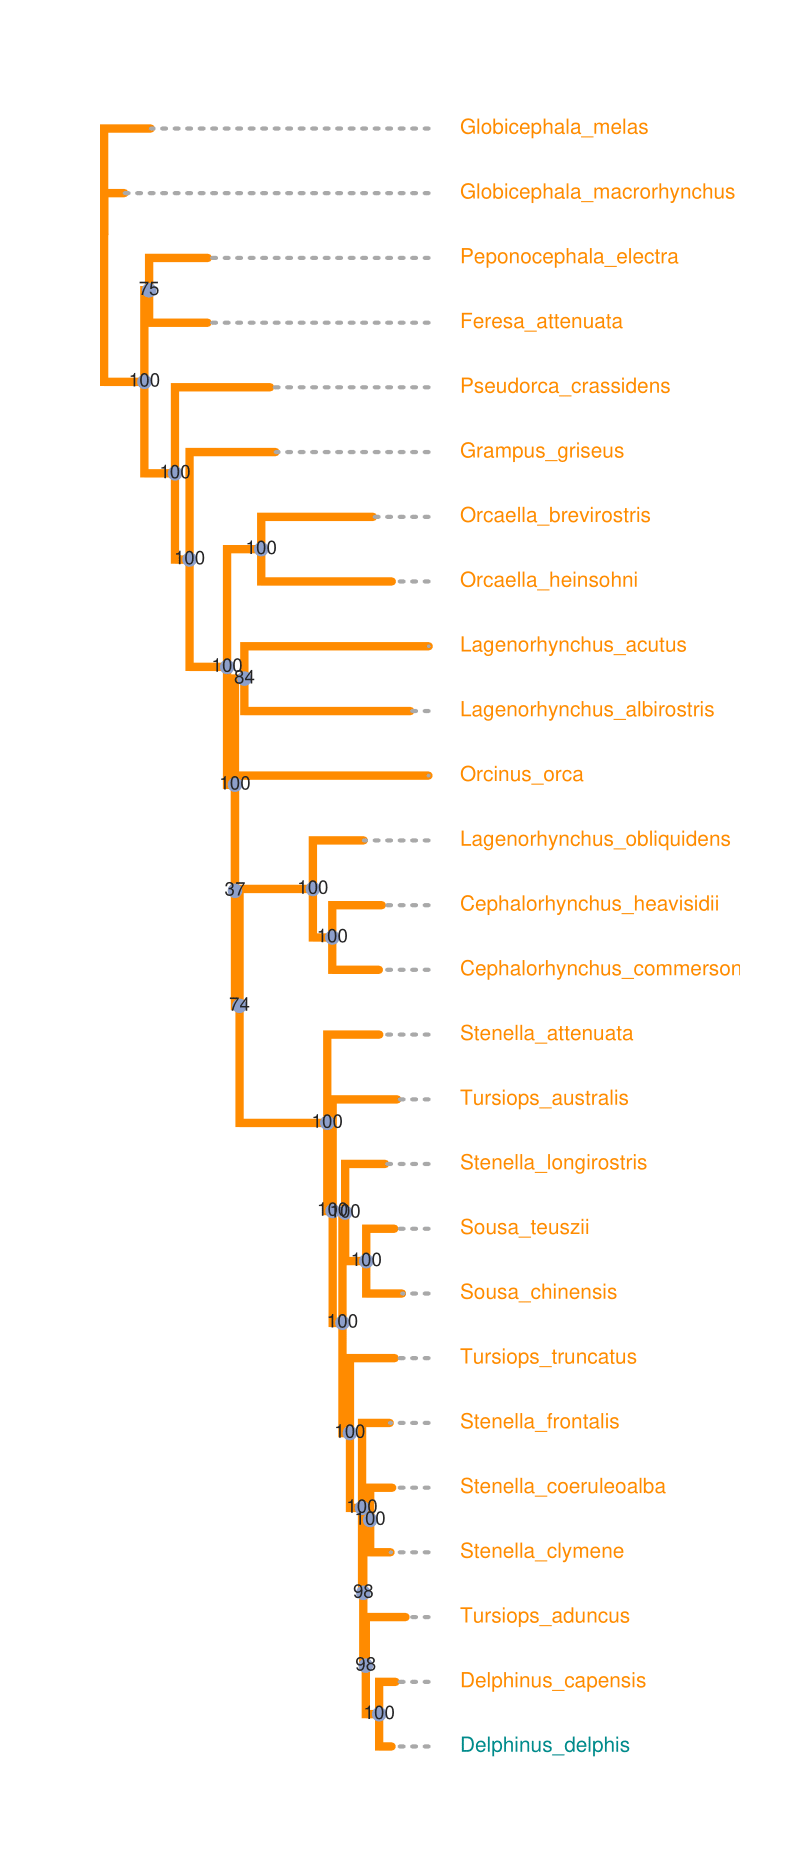 Globicephala_melas
Globicephala_macrorhynchus
Peponocephala_electra
75
Feresa_attenuata
100
Pseudorca_crassidens
Grampus_griseus
100
Orcaella_brevirostris
100
100
Orcaella_heinsohni
Lagenorhynchus_acutus
100
84
Lagenorhynchus_albirostris
Orcinus_orca
100
Lagenorhynchus_obliquidens
37
100
Cephalorhynchus_heavisidii
100
Cephalorhynchus_commerson
74
Stenella_attenuata
Tursiops_australis
100
Stenella_longirostris
100
100
Sousa_teuszii
100
Sousa_chinensis
100
Tursiops_truncatus
Stenella_frontalis
100
Stenella_coeruleoalba
100
100
Stenella_clymene
98
Tursiops_aduncus
98
Delphinus_capensis
100
Delphinus_delphis